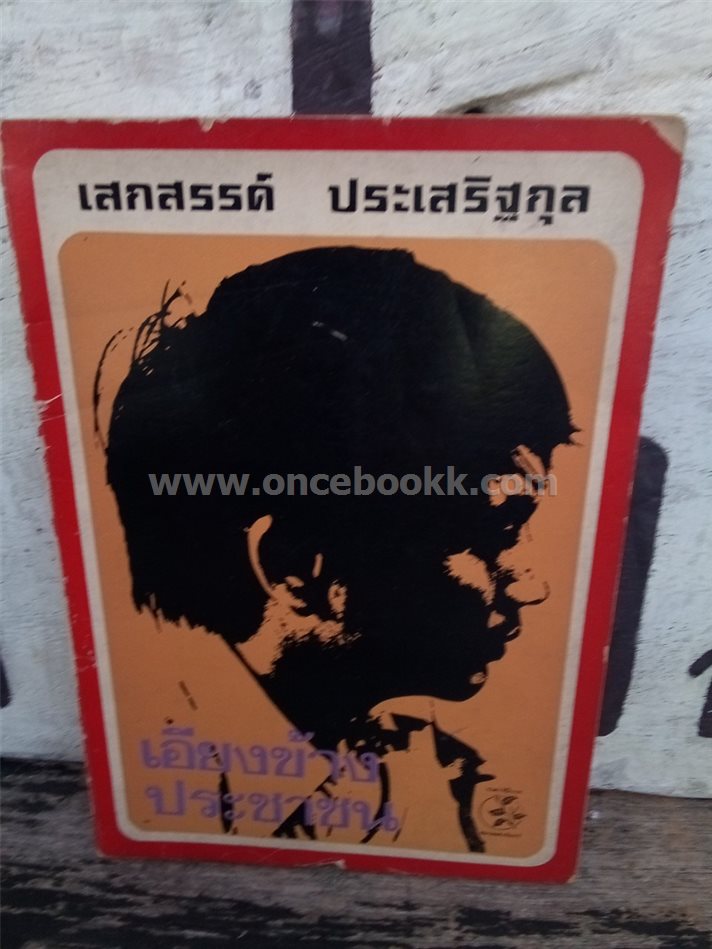 เสกสรรค์ ประเสริฐกุล
www.oncebookk.com
เอียงข้าง
ประชาชน